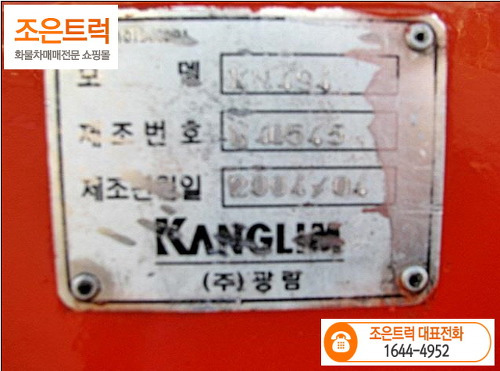 조은트럭
화물차매매전문 쇼핑몰
모 델
제조번호
제조년월일 2004/04
KANGLIM
(주)광림
조은트럭 대표전화
1644-4952